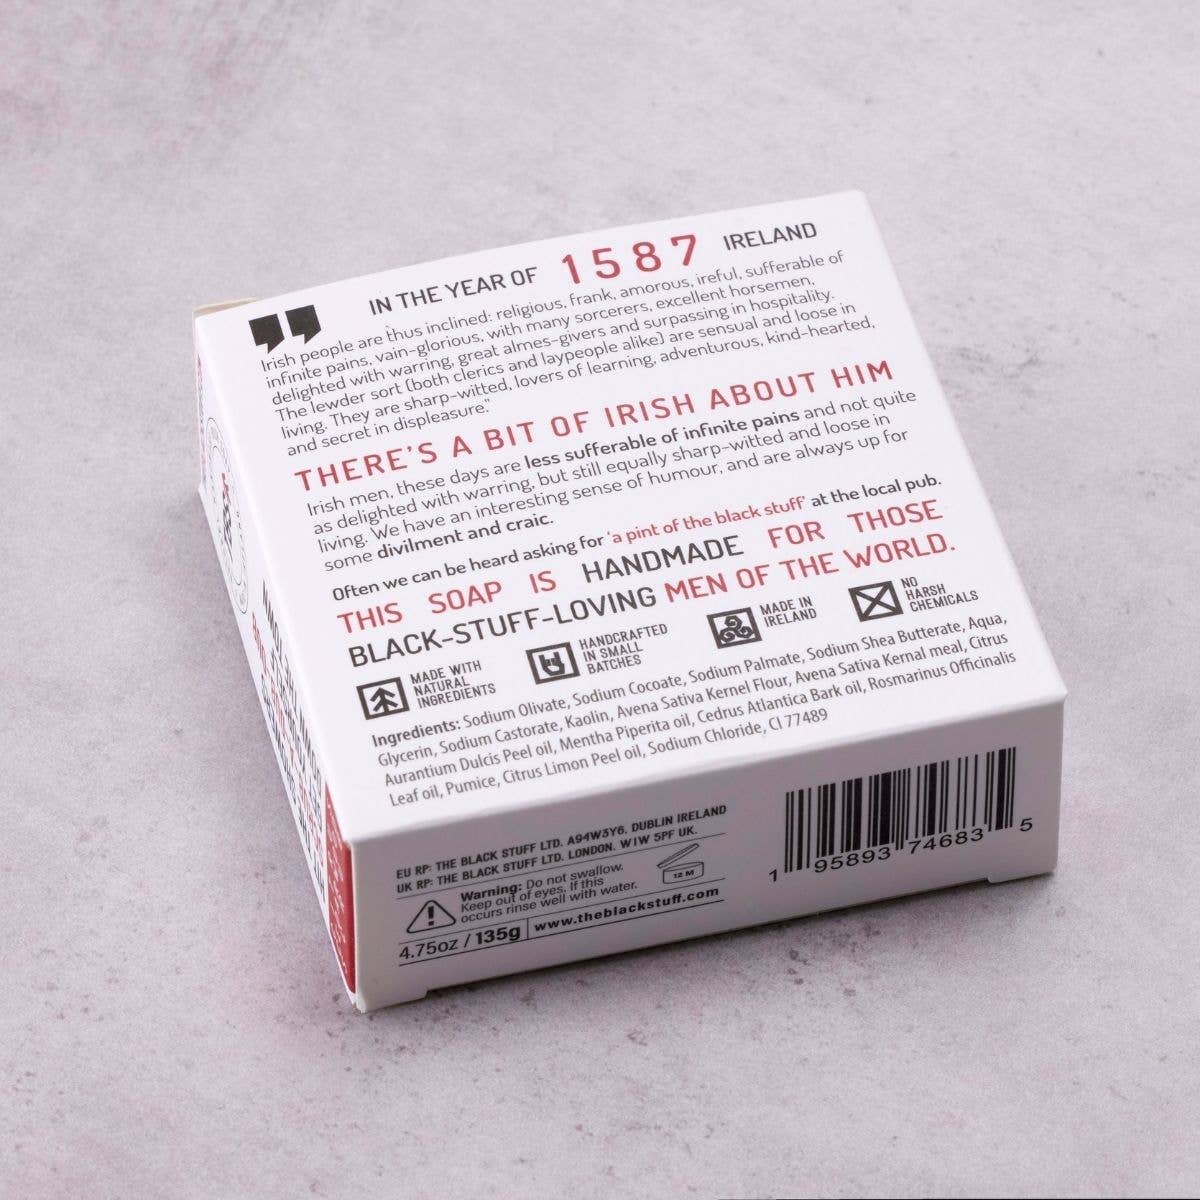 IN THE YEAR OF 1587 IRELAND
Irish people are thus inclined: religious, frank, amorous, ireful, sufferable of
infinite pains, vain-glorious, with many sorcerers, excellent horsemen,
delighted with warring, great almes-givers and surpassing in hospitality.
The lewder sort (both clerics and laypeople alike) are sensual and loose in
living. They are sharp-witted, lovers of learning, adventurous, kind-hearted,
and secret in displeasure."
THERE'S A BIT OF IRISH ABOUT HIM
Irish men, these days are less sufferable of infinite pains and not quite
as delighted with warring, but still equally sharp-witted and loose in
living. We have an interesting sense of humour, and are always up for
some divilment and craic.
Often we can be heard asking for 'a pint of the black stuff' at the local pub.
THIS SOAP IS HANDMADE FOR THOSE
BLACK-STUFF-LOVING MEN OF THE WORLD.
MADE WITH
NATURAL
INGREDIENTS
HANDCRAFTED
IN SMALL
BATCHES
MADE IN
IRELAND
NO
HARSH
CHEMICALS
Ingredients: Sodium Olivate, Sodium Cocoate, Sodium Palmate, Sodium Shea Butterate, Aqua,
Glycerin, Sodium Castorate, Kaolin, Avena Sativa Kernel Flour, Avena Sativa Kernal meal, Citrus
Aurantium Dulcis Peel oil, Mentha Piperita oil, Cedrus Atlantica Bark oil, Rosmarinus Officinalis
Leaf oil, Pumice, Citrus Limon Peel oil, Sodium Chloride, CI 77489
EU RP: THE BLACK STUFF LTD. A94W3Y6. DUBLIN IRELAND
UK RP: THE BLACK STUFF LTD. LONDON. W1W 5PF UK.
Warning: Do not swallow.
Keep out of eyes. If this
occurs rinse well with water.
12 M
4.75oz / 135g www.theblackstuff.com
1 95893 74683 5